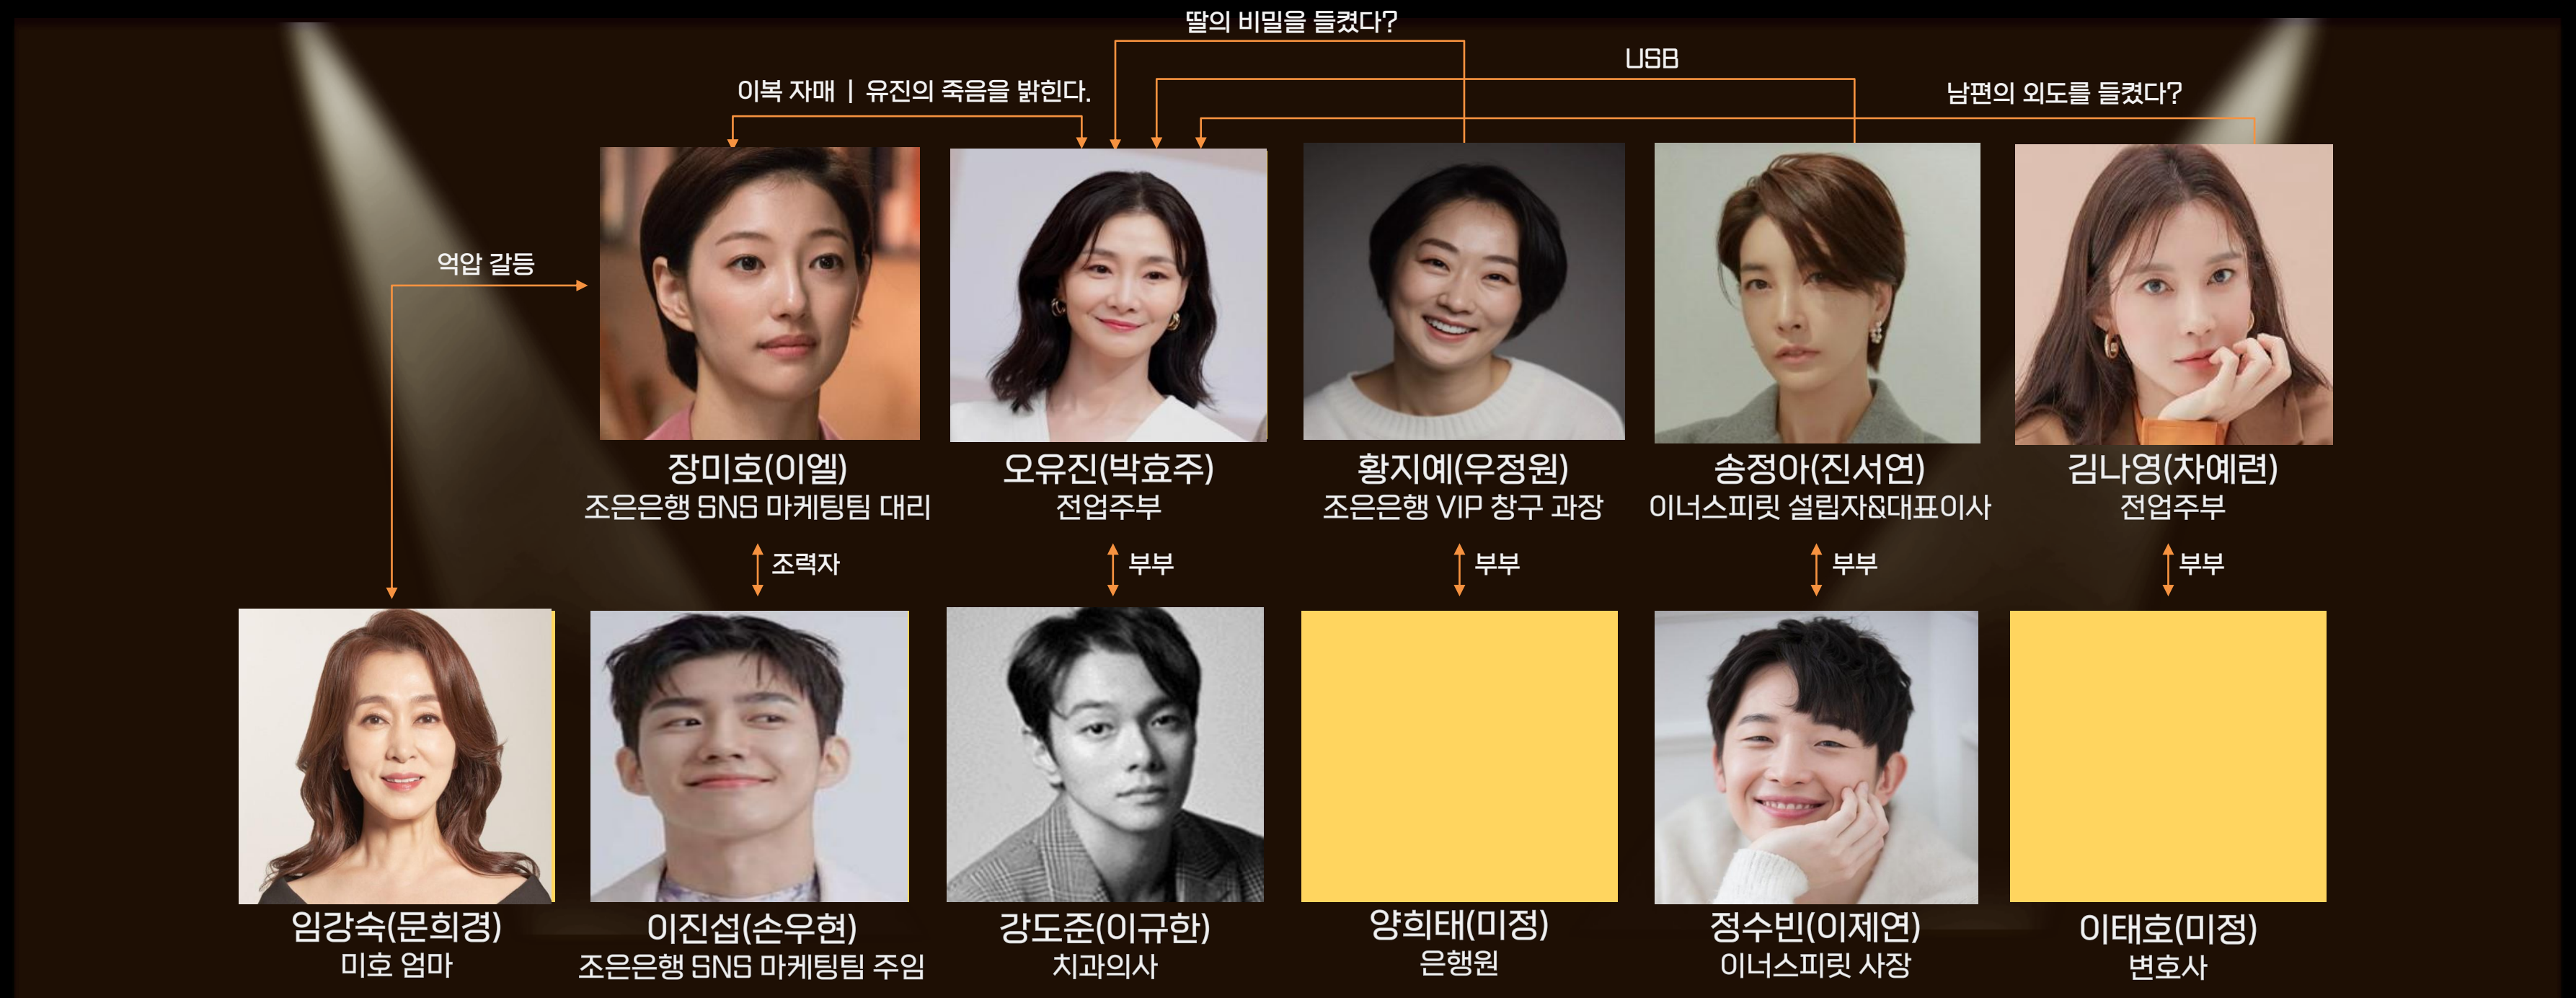 딸의 비밀을 들켰다?
USB
이복 자매 | 유진의 죽음을 밝힌다.
남편의 외도를 들켰다?
억압 갈등
장미호(이엘)
조은은행 SNS 마케팅팀 대리
오유진(박효주)
전업주부
황지예(우정원)
조은은행 VIP 창구 과장
송정아(진서연)
이너스피릿 설립자&대표이사
김나영(차예련)
전업주부
조력자
부부
부부
부부
부부
임강숙(문희경)
미호 엄마
이진섭(손우현)
조은은행 SNS 마케팅팀 주임
강도준(이규한)
치과의사
양희태(미정)
은행원
정수빈(이제연)
이너스피릿 사장
이태호(미정)
변호사